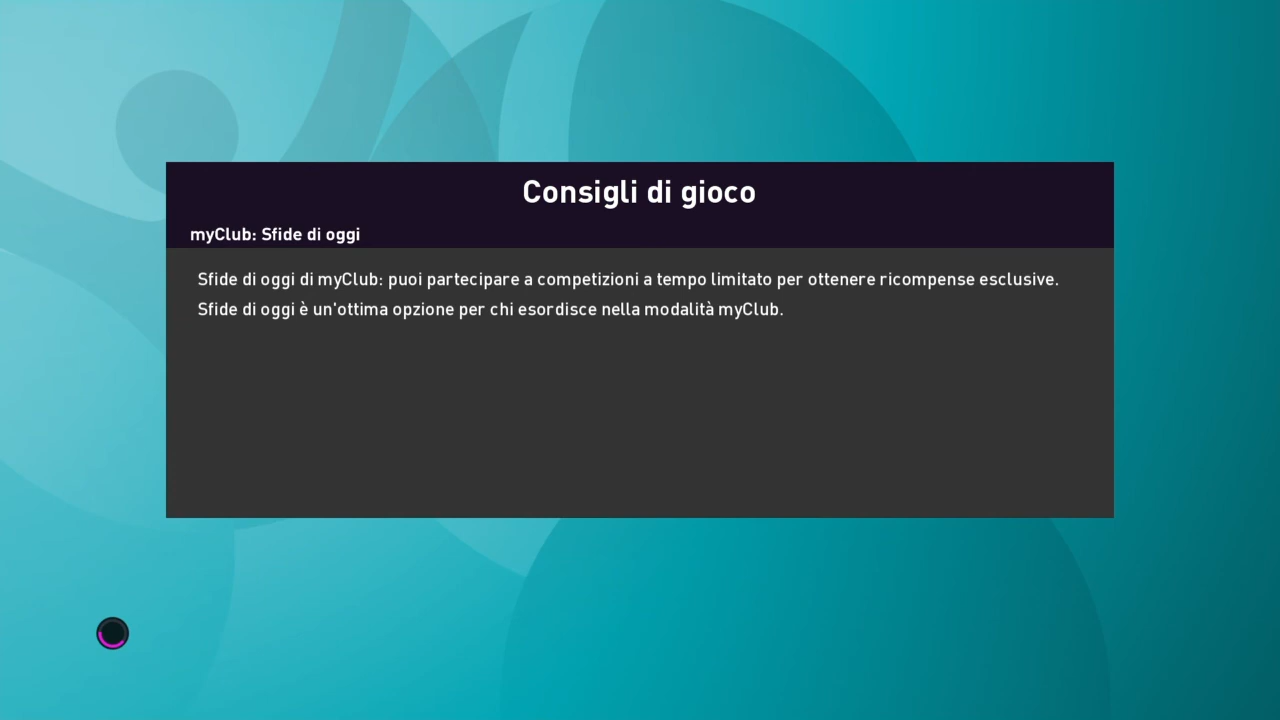 Consigli di gioco
myClub: Sfide di oggi
Sfide di oggi di myClub: puoi partecipare a competizioni a tempo limitato per ottenere ricompense esclusive.
Sfide di oggi è un'ottima opzione per chi esordisce nella modalità myClub.